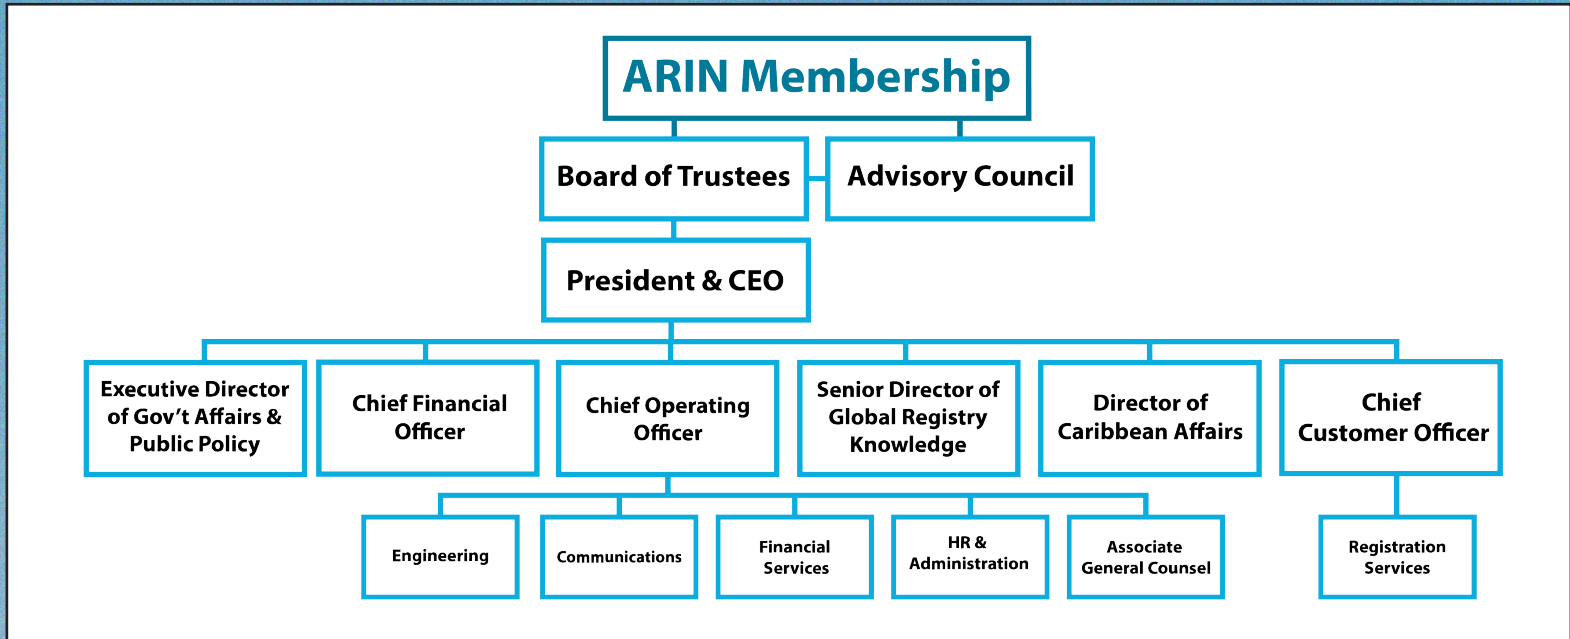 ARIN Membership
Board of Trustees
Advisory Council
President & CEO
Executive Director
of Gov’t Affairs &
Public Policy
Chief Financial
Officer
Chief Operating
Officer
Senior Director of
Global Registry
Knowledge
Director of
Caribbean Affairs
Chief
Customer Officer
Engineering
Communications
Financial
Services
HR &
Administration
Associate
General Counsel
Registration
Services